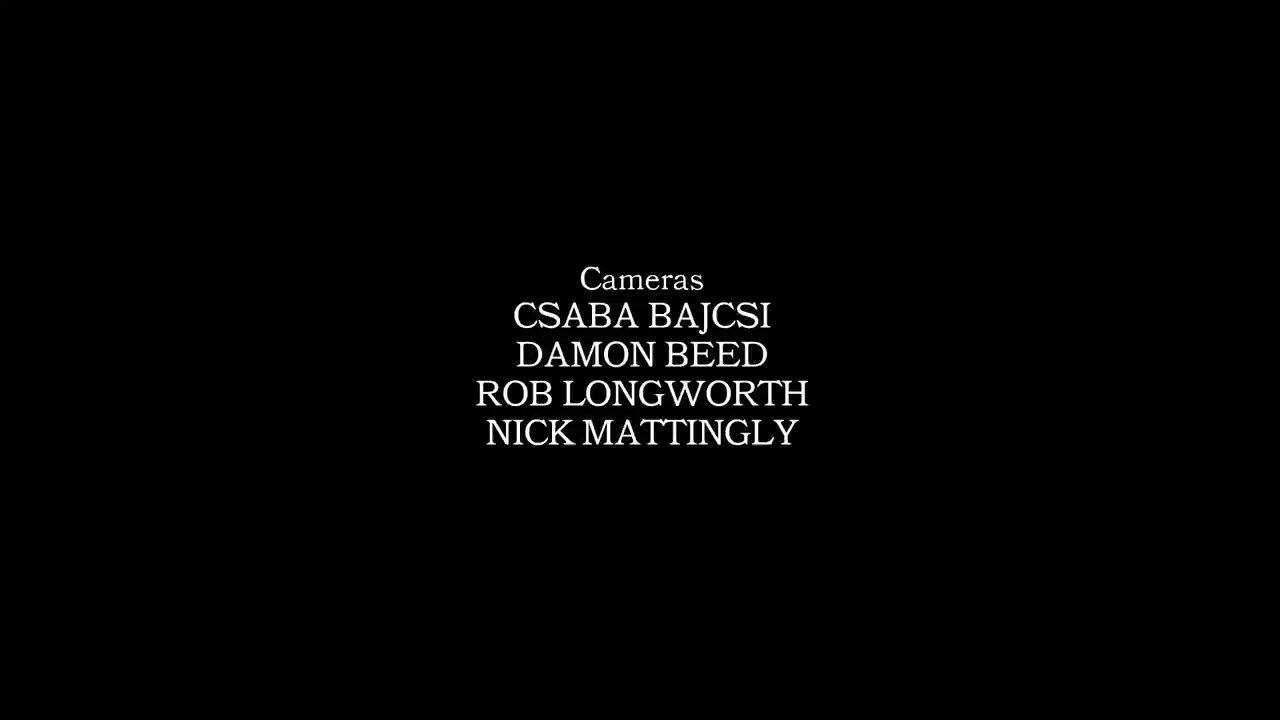 Cameras
CSABA BAJCSI
DAMON BEED
ROB LONGWORTH
NICK MATTINGLY